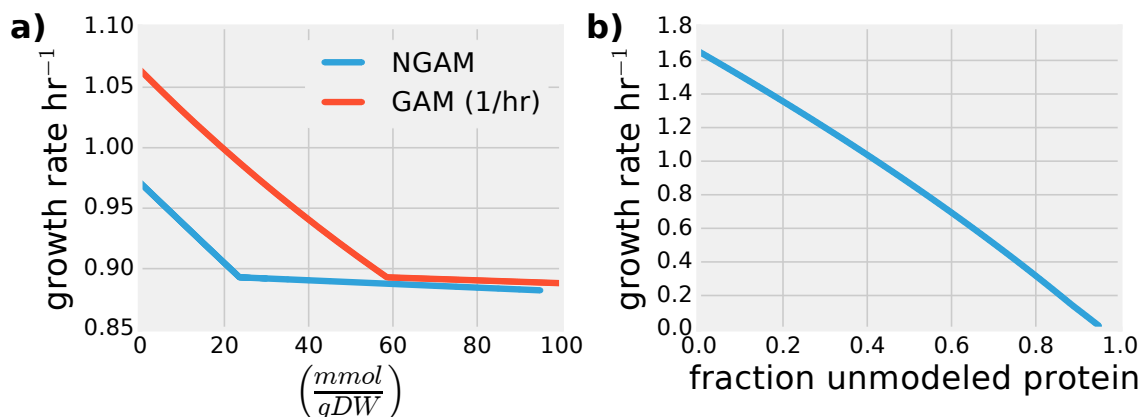 a)
growth rate hr⁻¹
1.10
1.05
1.00
0.95
0.90
0.85
NGAM
GAM (1/hr)
0 20 40 60 80 100
(mmol/gDW)
b)
growth rate hr⁻¹
1.8
1.6
1.4
1.2
1.0
0.8
0.6
0.4
0.2
0.0
0.0 0.2 0.4 0.6 0.8 1.0
fraction unmodeled protein